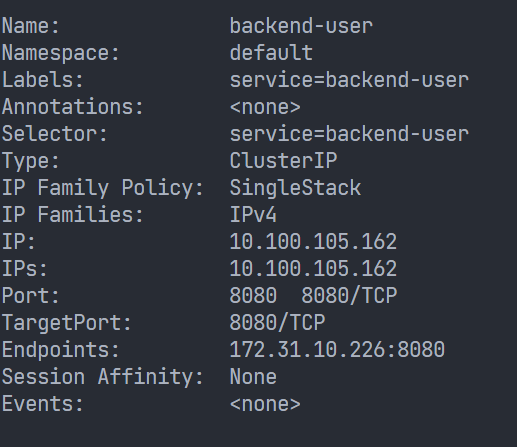 Name:              backend-user
Namespace:         default
Labels:            service=backend-user
Annotations:       <none>
Selector:          service=backend-user
Type:              ClusterIP
IP Family Policy:  SingleStack
IP Families:       IPv4
IP:                10.100.105.162
IPs:               10.100.105.162
Port:              8080  8080/TCP
TargetPort:        8080/TCP
Endpoints:         172.31.10.226:8080
Session Affinity:  None
Events:            <none>